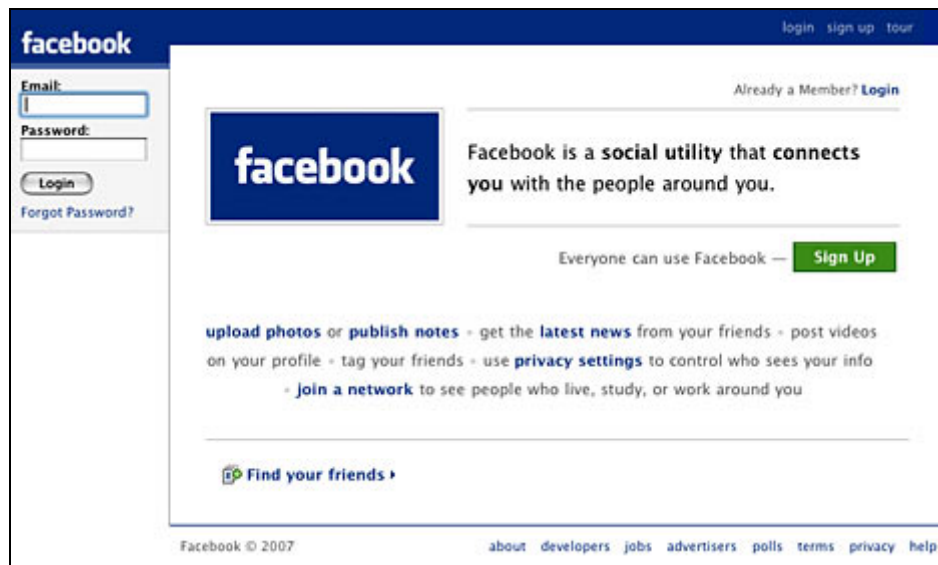 facebook
login sign up tour
Email:
Password:
Login
Forgot Password?
Already a Member? Login
facebook
Facebook is a social utility that connects
you with the people around you.
Everyone can use Facebook — Sign Up
upload photos or publish notes - get the latest news from your friends - post videos
on your profile - tag your friends - use privacy settings to control who sees your info
- join a network to see people who live, study, or work around you
Find your friends
Facebook © 2007
about developers jobs advertisers polls terms privacy help